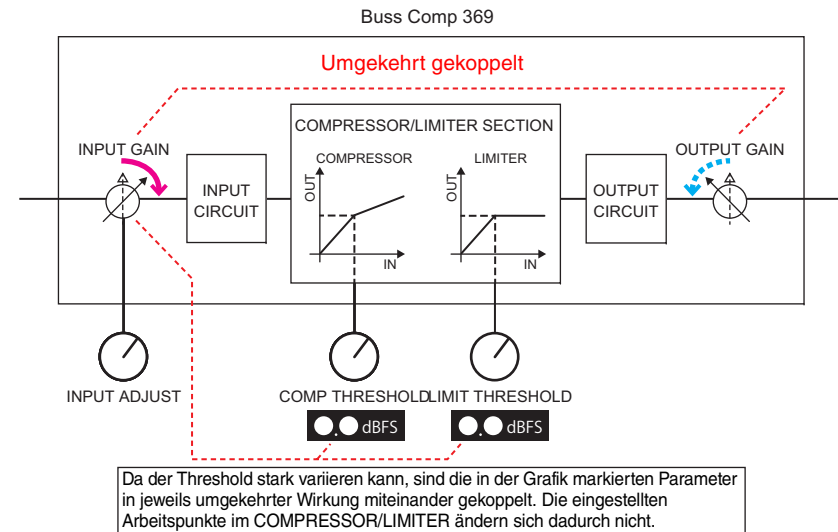 Buss Comp 369
Umgekehrt gekoppelt
COMPRESSOR/LIMITER SECTION
INPUT GAIN
OUTPUT GAIN
COMPRESSOR
LIMITER
INPUT
CIRCUIT
OUT
IN
OUT
IN
OUTPUT
CIRCUIT
INPUT ADJUST
COMP THRESHOLD
LIMIT THRESHOLD
. dBFS
. dBFS
Da der Threshold stark variieren kann, sind die in der Grafik markierten Parameter
in jeweils umgekehrter Wirkung miteinander gekoppelt. Die eingestellten
Arbeitspunkte im COMPRESSOR/LIMITER ändern sich dadurch nicht.